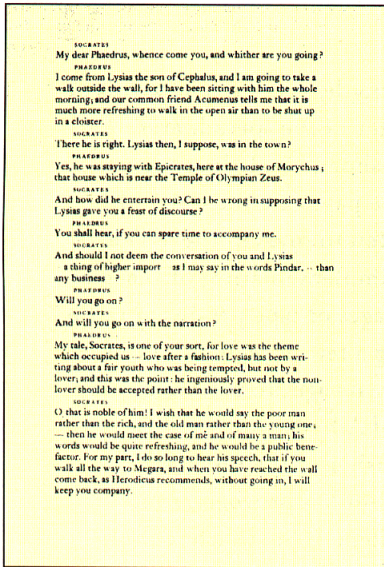 SOCRATES
My dear Phaedrus, whence come you, and whither are you going?
PHAEDRUS
I come from Lysias the son of Cephalus, and I am going to take a
walk outside the wall, for I have been sitting with him the whole
morning; and our common friend Acumenus tells me that it is
much more refreshing to walk in the open air than to be shut up
in a cloister.
SOCRATES
There he is right. Lysias then, I suppose, was in the town?
PHAEDRUS
Yes, he was staying with Epicrates, here at the house of Morychus;
that house which is near the Temple of Olympian Zeus.
SOCRATES
And how did he entertain you? Can I be wrong in supposing that
Lysias gave you a feast of discourse?
PHAEDRUS
You shall hear, if you can spare time to accompany me.
SOCRATES
And should I not deem the conversation of you and Lysias
a thing of higher import as I may say in the words Pindar. -- than
any business ?
PHAEDRUS
Will you go on?
SOCRATES
And will you go on with the narration?
PHAEDRUS
My tale, Socrates, is one of your sort, for love was the theme
which occupied us -- love after a fashion: Lysias has been wri-
ting about a fair youth who was being tempted, but not by a
lover; and this was the point: he ingeniously proved that the non-
lover should be accepted rather than the lover.
SOCRATES
O that is noble of him! I wish that he would say the poor man
rather than the rich, and the old man rather than the young one;
— then he would meet the case of me and of many a man; his
words would be quite refreshing, and he would be a public bene-
factor. For my part, I do so long to hear his speech, that if you
walk all the way to Megara, and when you have reached the wall
come back, as Herodicus recommends, without going in, I will
keep you company.